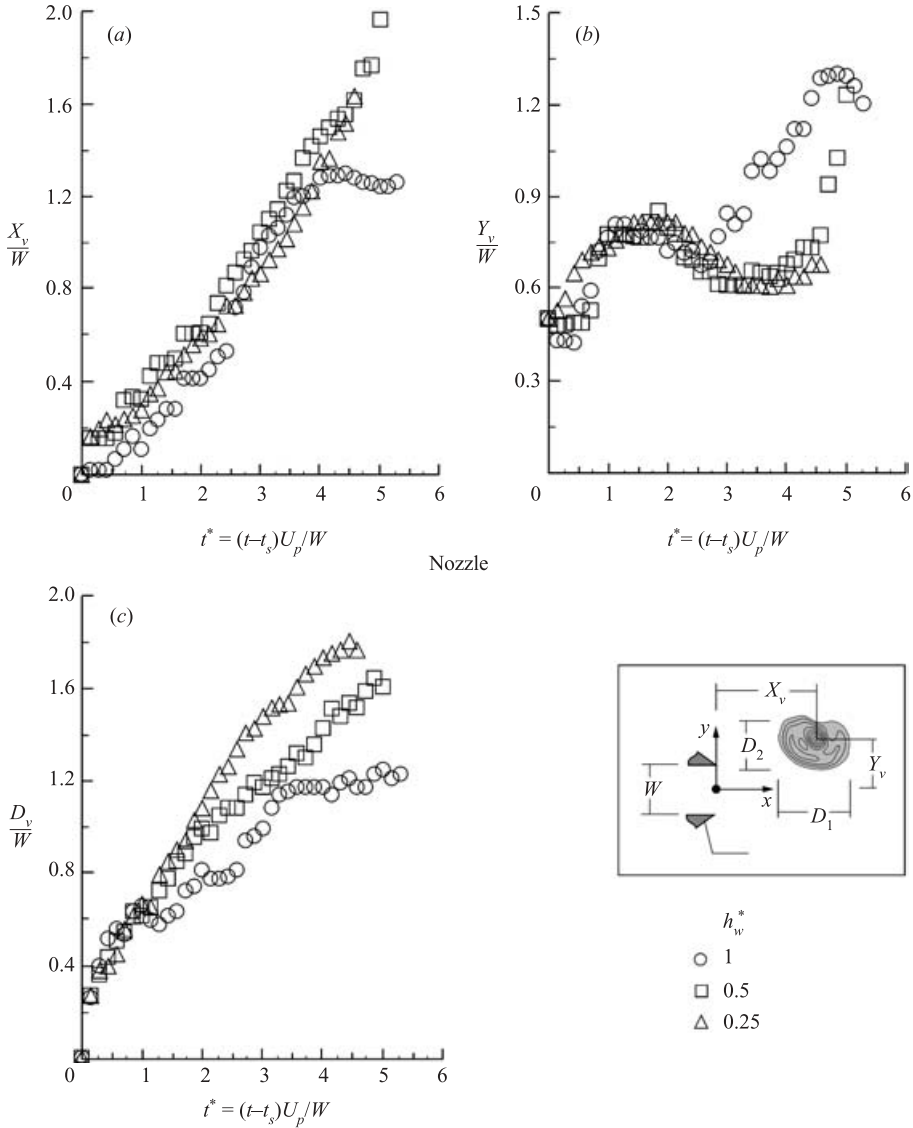 2.0
(a)
1.6
1.2
X_v
W
0.8
0.4
0
1
2
3
4
5
6
t* = (t–t_s)U_p/W
1.5
(b)
1.2
0.9
Y_v
W
0.6
0.3
0
1
2
3
4
5
6
t* = (t–t_s)U_p/W
Nozzle
2.0
(c)
1.6
1.2
D_v
W
0.8
0.4
0
1
2
3
4
5
6
t* = (t–t_s)U_p/W
X_v
y
D_2
Y_v
W
x
D_1
h_w*
1
0.5
0.25